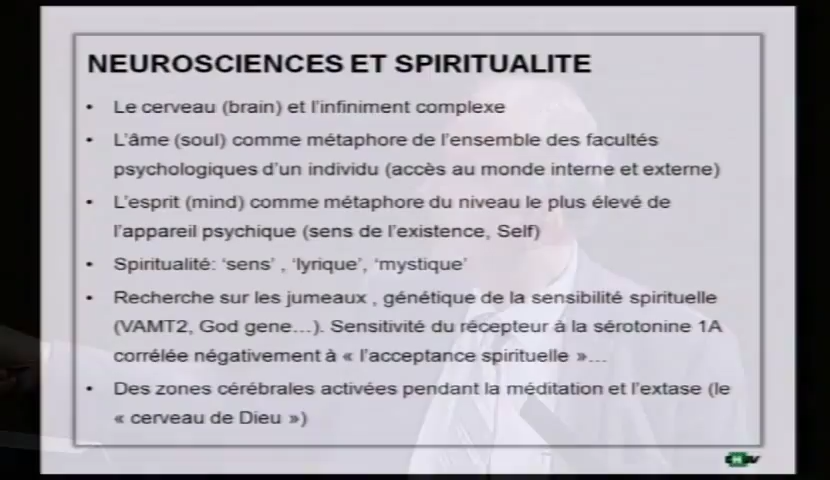 NEUROSCIENCES ET SPIRITUALITE
• Le cerveau (brain) et l'infiniment complexe
• L'âme (soul) comme métaphore de l'ensemble des facultés
psychologiques d'un individu (accès au monde interne et externe)
• L'esprit (mind) comme métaphore du niveau le plus élevé de
l'appareil psychique (sens de l'existence, Self)
• Spiritualité: 'sens' , 'lyrique', 'mystique'
• Recherche sur les jumeaux , génétique de la sensibilité spirituelle
(VAMT2, God gene…). Sensitivité du récepteur à la sérotonine 1A
corrélée négativement à « l'acceptance spirituelle »…
• Des zones cérébrales activées pendant la méditation et l'extase (le
« cerveau de Dieu »)